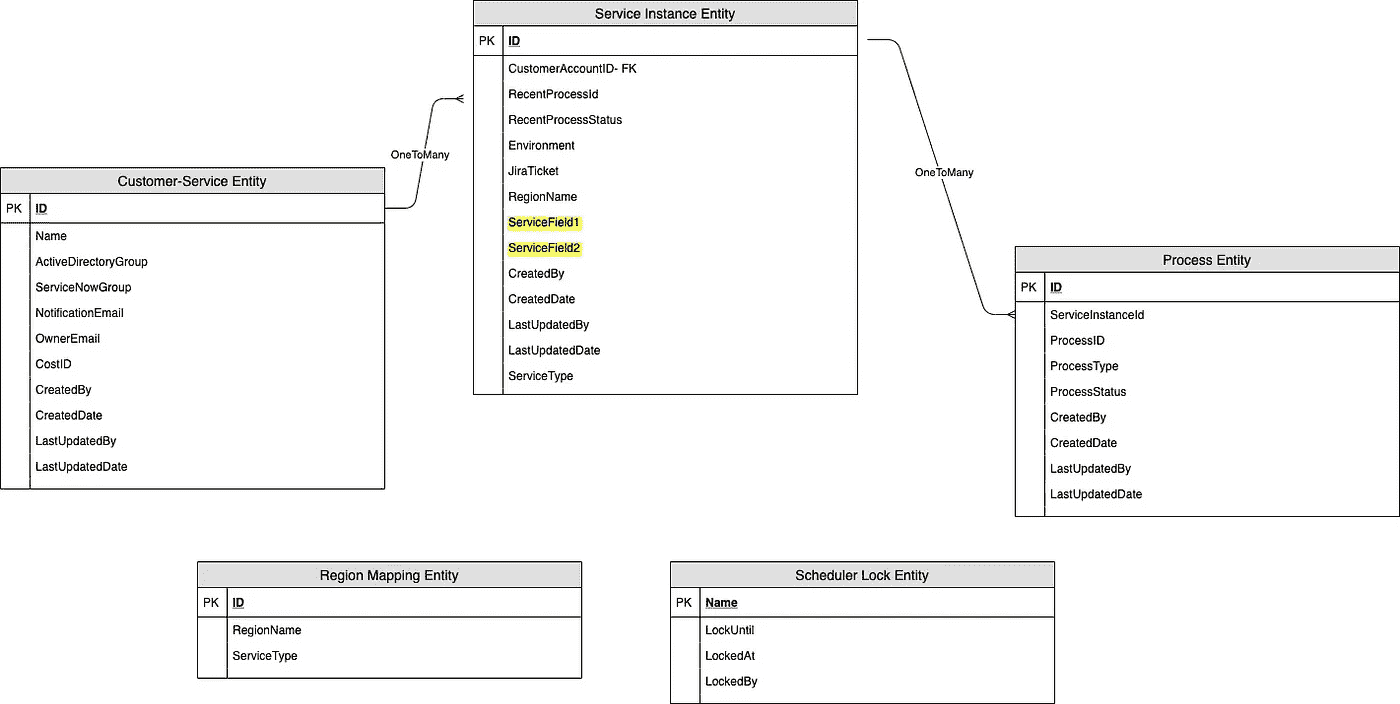 Service Instance Entity
PK ID
CustomerAccountID- FK
RecentProcessId
RecentProcessStatus
Environment
JiraTicket
RegionName
ServiceField1
ServiceField2
CreatedBy
CreatedDate
LastUpdatedBy
LastUpdatedDate
ServiceType
OneToMany
OneToMany
Customer-Service Entity
PK ID
Name
ActiveDirectoryGroup
ServiceNowGroup
NotificationEmail
OwnerEmail
CostID
CreatedBy
CreatedDate
LastUpdatedBy
LastUpdatedDate
Process Entity
PK ID
ServiceInstanceId
ProcessID
ProcessType
ProcessStatus
CreatedBy
CreatedDate
LastUpdatedBy
LastUpdatedDate
Region Mapping Entity
PK ID
RegionName
ServiceType
Scheduler Lock Entity
PK Name
LockUntil
LockedAt
LockedBy